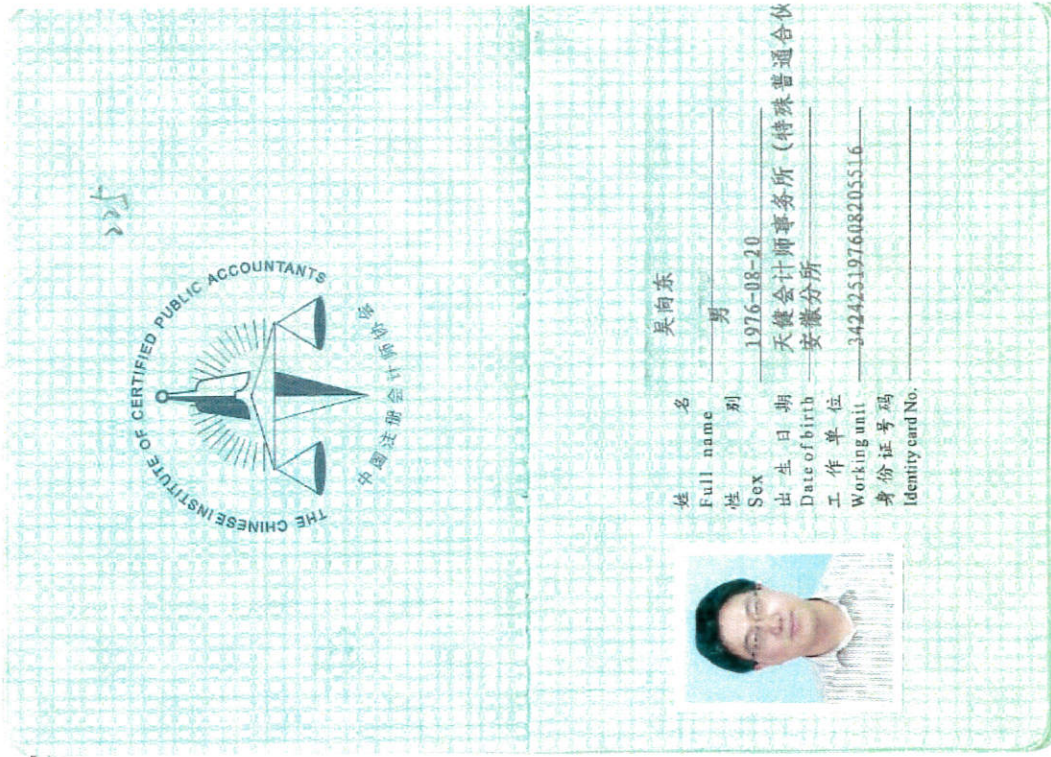 THE CHINESE INSTITUTE OF CERTIFIED PUBLIC ACCOUNTANTS
中国注册会计师协会
姓 名 吴向东
Full name
性 别 男
Sex
出 生 日 期 1976-08-20
Date of birth
工 作 单 位 天健会计师事务所（特殊普通合伙
安徽分所
Working unit
身份证号码 342425197608205516
Identity card No.